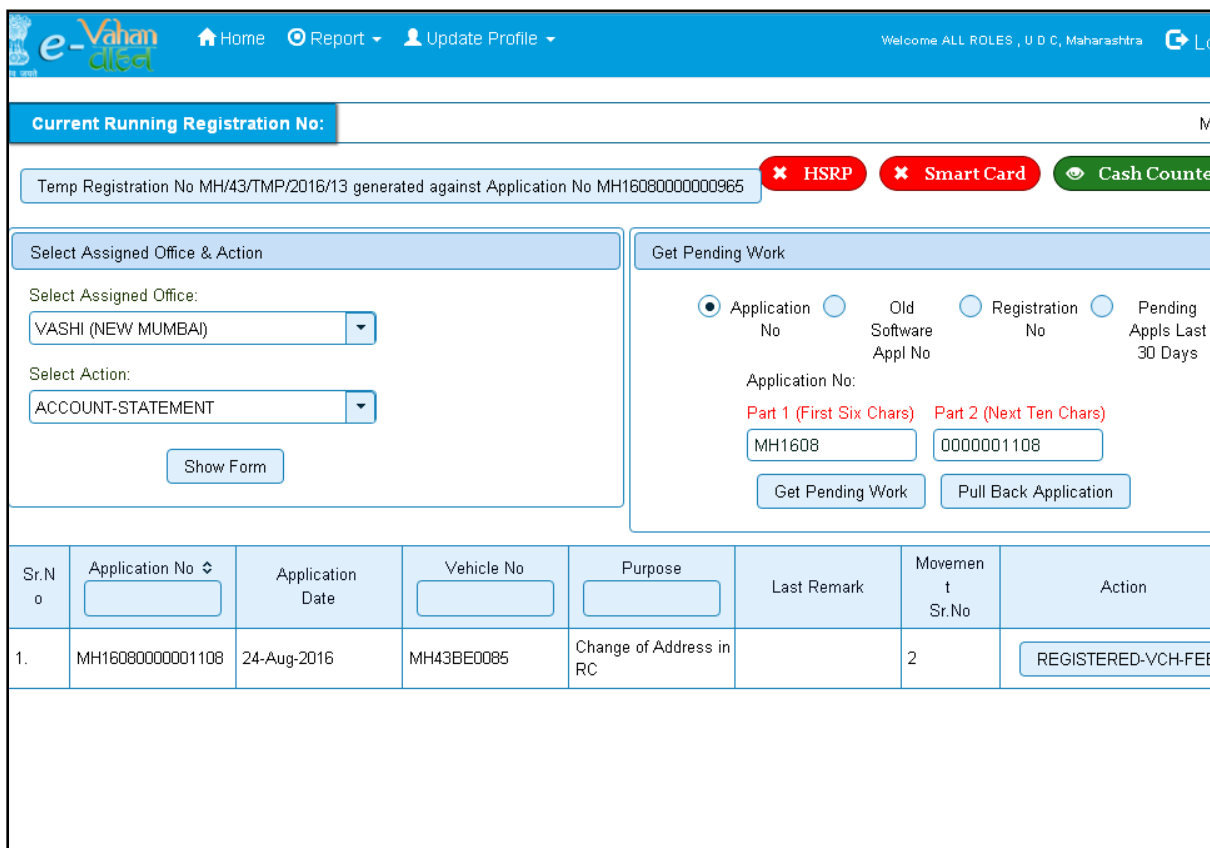 e-Vahan
वाहन
Home Report Update Profile
Welcome ALL ROLES , U D C, Maharashtra
Current Running Registration No:
Temp Registration No MH/43/TMP/2016/13 generated against Application No MH16080000000965
HSRP Smart Card
Select Assigned Office & Action
Select Assigned Office:
VASHI (NEW MUMBAI)
Select Action:
ACCOUNT-STATEMENT
Show Form
Get Pending Work
Application No
Old Software Appl No
Registration No
Pending Appls Last 30 Days
Application No:
Part 1 (First Six Chars) Part 2 (Next Ten Chars)
MH1608 0000001108
Get Pending Work Pull Back Application
Sr.No Application No Application Date Vehicle No Purpose Last Remark Movement Sr.No Action
1. MH16080000001108 24-Aug-2016 MH43BE0085 Change of Address in RC 2 REGISTERED-VCH-FEE